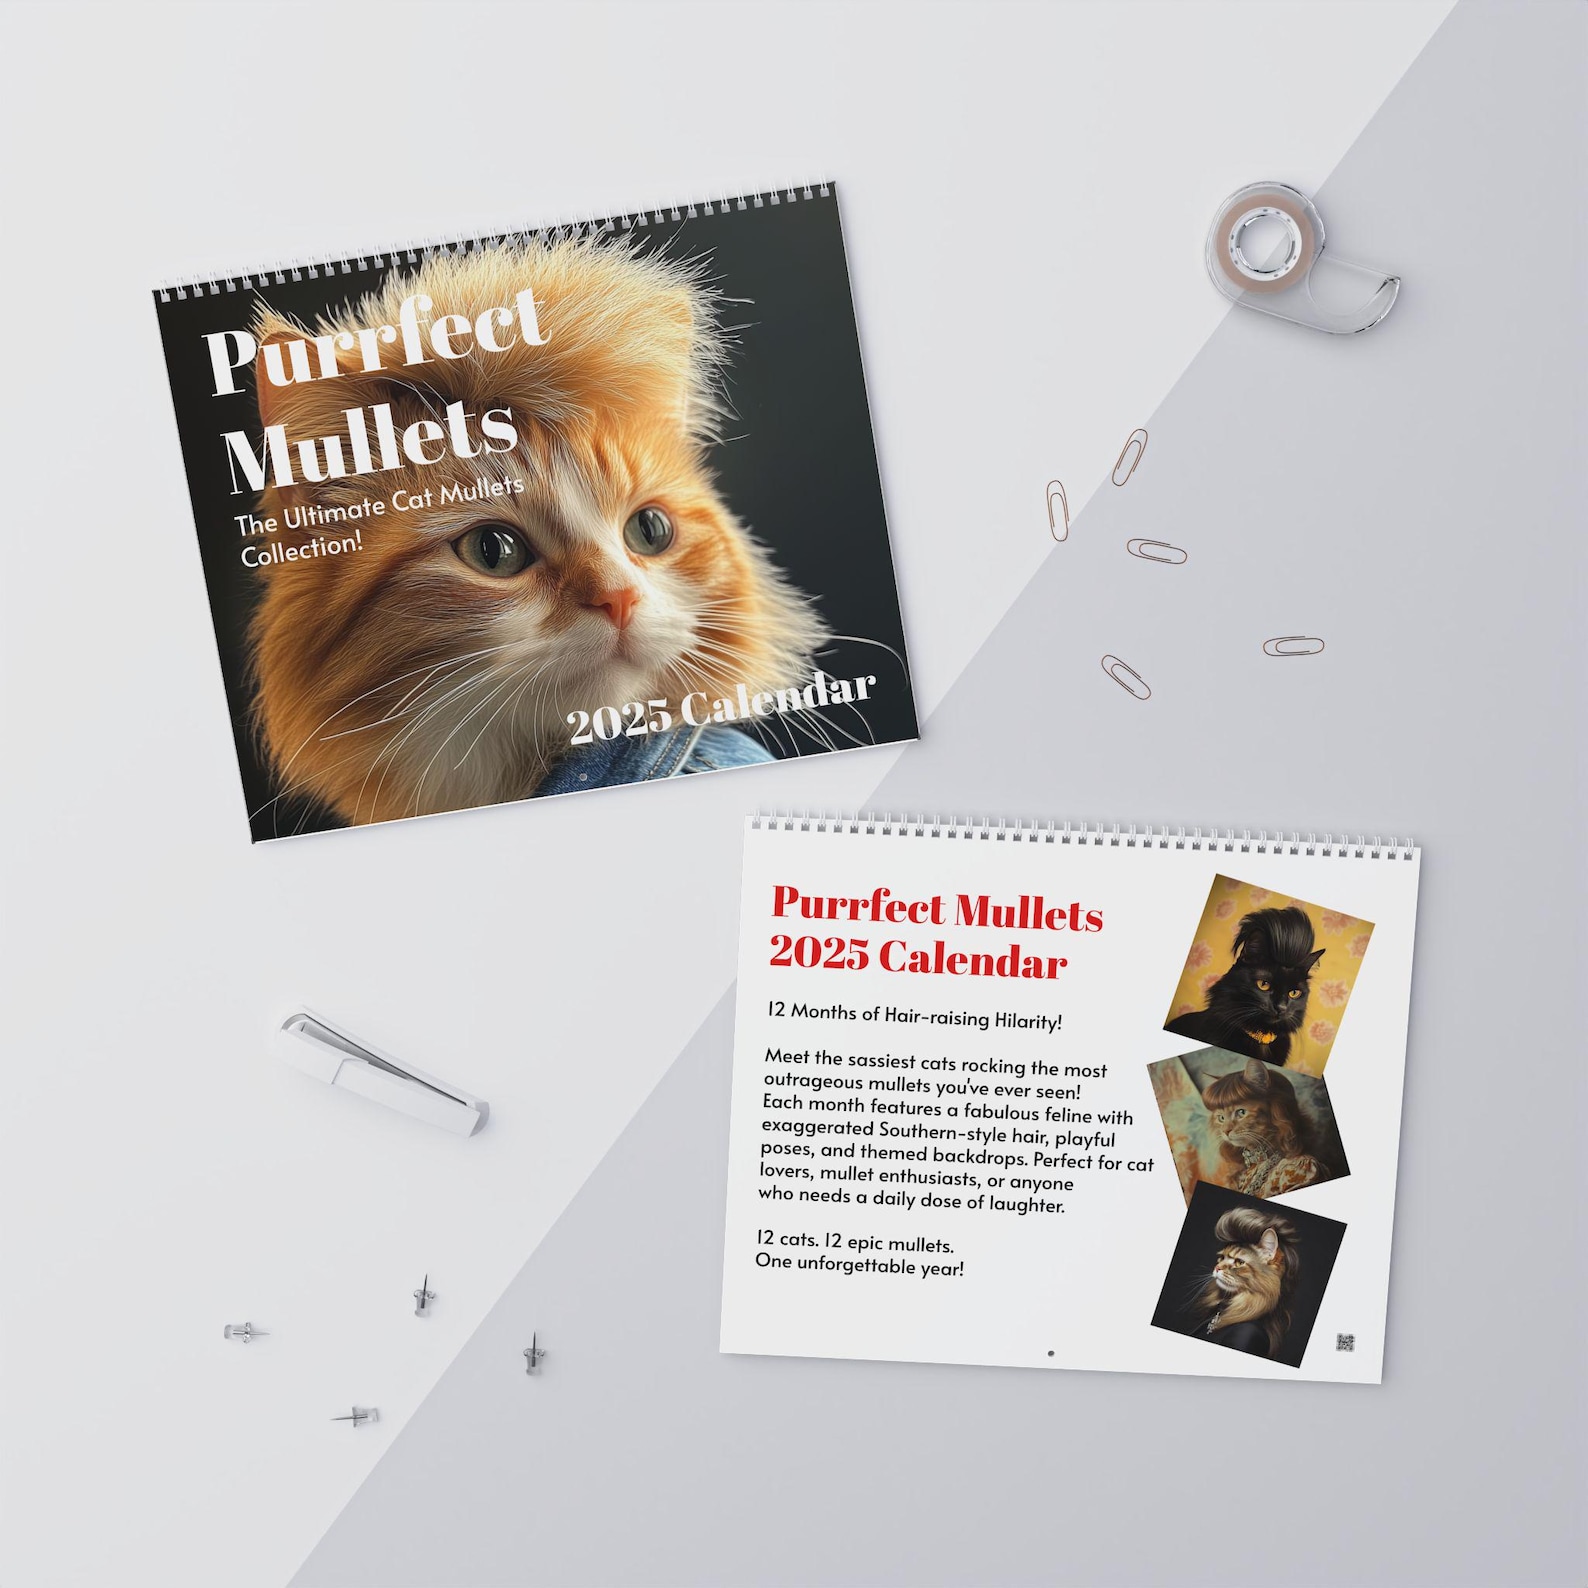 Purrfect
Mullets
The Ultimate Cat Mullets
Collection!
2025 Calendar
Purrfect Mullets
2025 Calendar
12 Months of Hair-raising Hilarity!
Meet the sassiest cats rocking the most
outrageous mullets you've ever seen!
Each month features a fabulous feline with
exaggerated Southern-style hair, playful
poses, and themed backdrops. Perfect for cat
lovers, mullet enthusiasts, or anyone
who needs a daily dose of laughter.
12 cats. 12 epic mullets.
One unforgettable year!